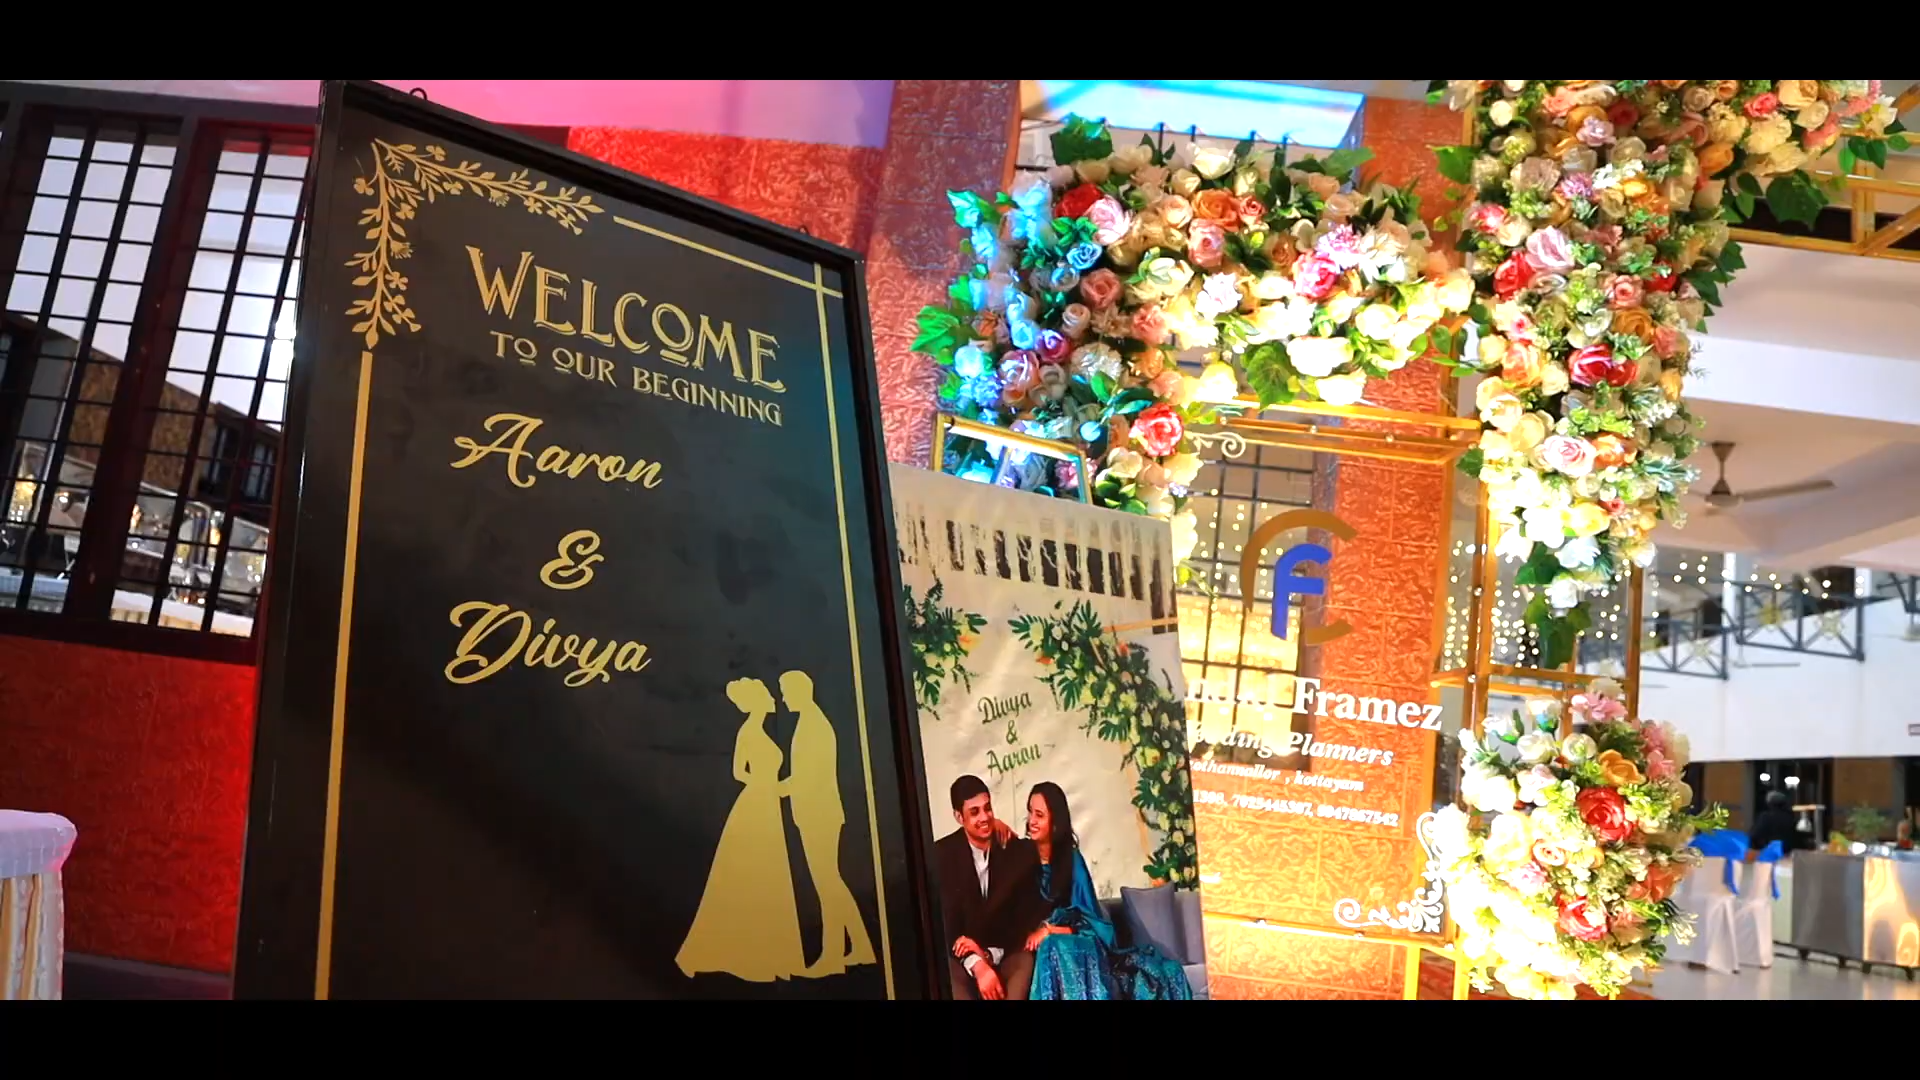 WELCOME
TO OUR BEGINNING
Aaron
&
Divya
Divya
&
Aaron
Framez
Planners
, kottayam